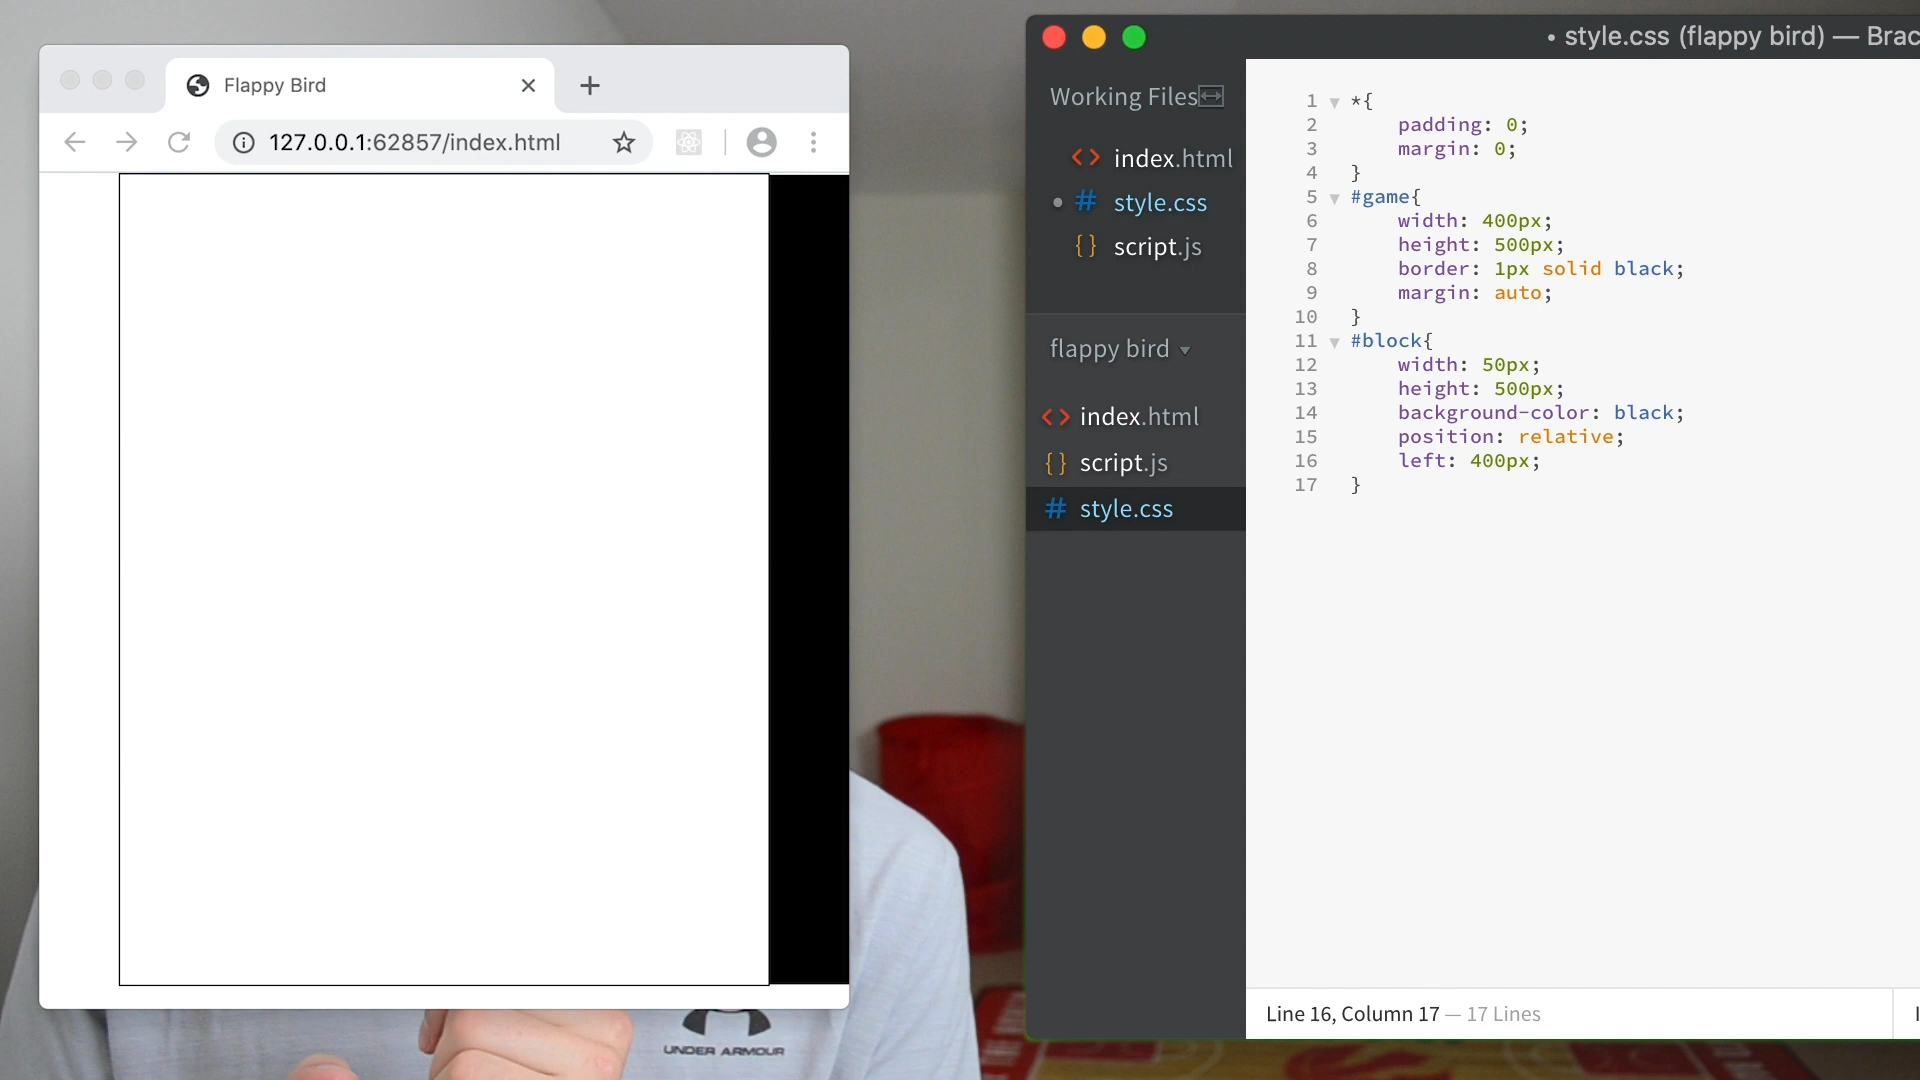 Flappy Bird
127.0.0.1:62857/index.html
UNDER ARMOUR
• style.css (flappy bird) —
Working Files
index.html
style.css
script.js
flappy bird
index.html
script.js
style.css
1 *{
2 padding: 0;
3 margin: 0;
4 }
5 #game{
6 width: 400px;
7 height: 500px;
8 border: 1px solid black;
9 margin: auto;
10 }
11 #block{
12 width: 50px;
13 height: 500px;
14 background-color: black;
15 position: relative;
16 left: 400px;
17 }
Line 16, Column 17 — 17 Lines